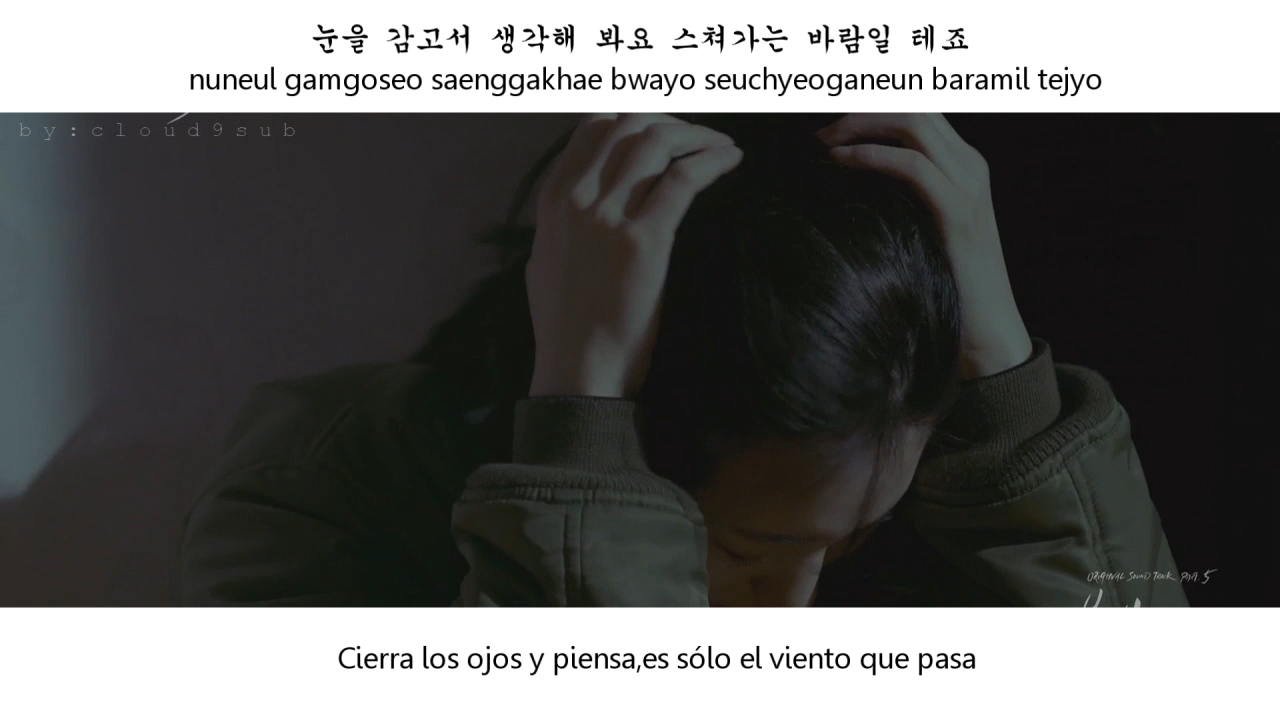 눈을 감고서 생각해 봐요 스쳐가는 바람일 테죠
nuneul gamgoseo saenggakhae bwayo seuchyeoganeun baramil tejyo
by:cloud9sub
ORIGINAL SOUND TRACK PART. 5
Cierra los ojos y piensa,es sólo el viento que pasa